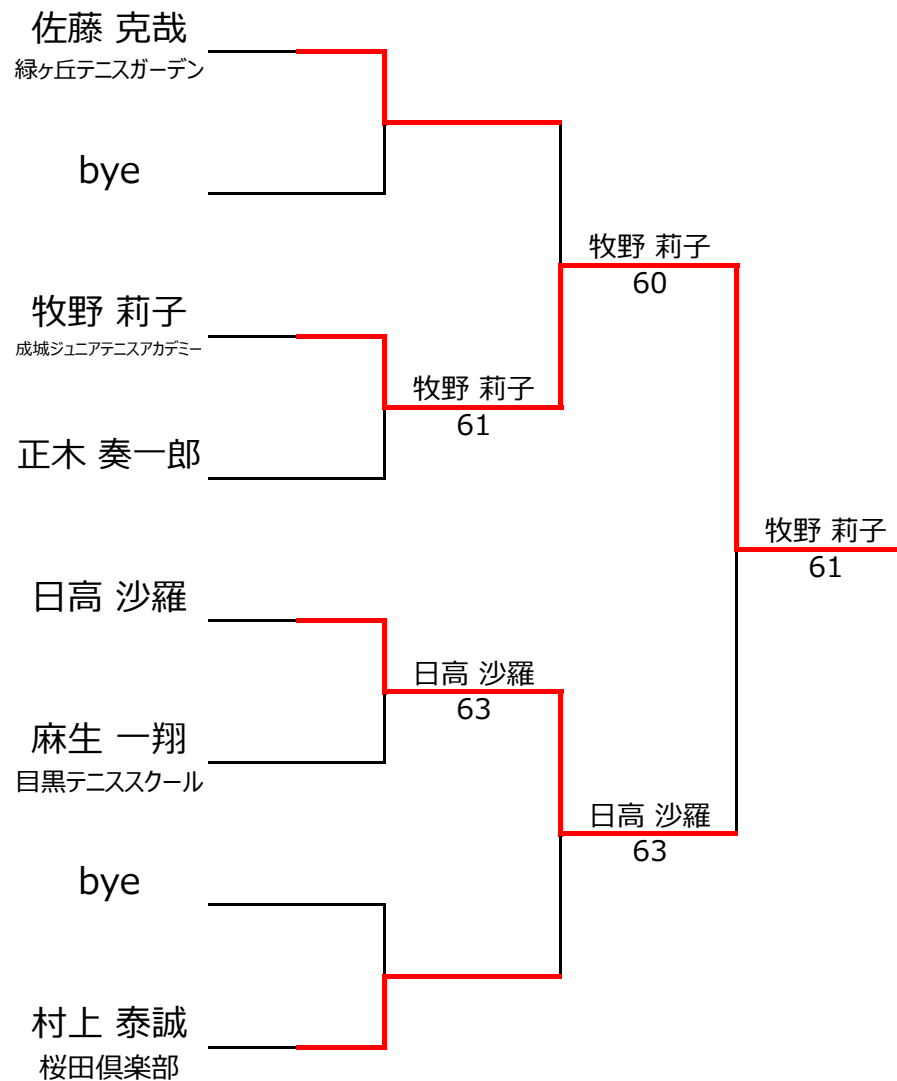 佐藤 克哉
緑ヶ丘テニスガーデン
bye
牧野 莉子
60
牧野 莉子
成城ジュニアテニスアカデミー
牧野 莉子
61
正木 奏一郎
牧野 莉子
61
日高 沙羅
日高 沙羅
63
麻生 一翔
目黒テニススクール
日高 沙羅
63
bye
村上 泰誠
桜田倶楽部